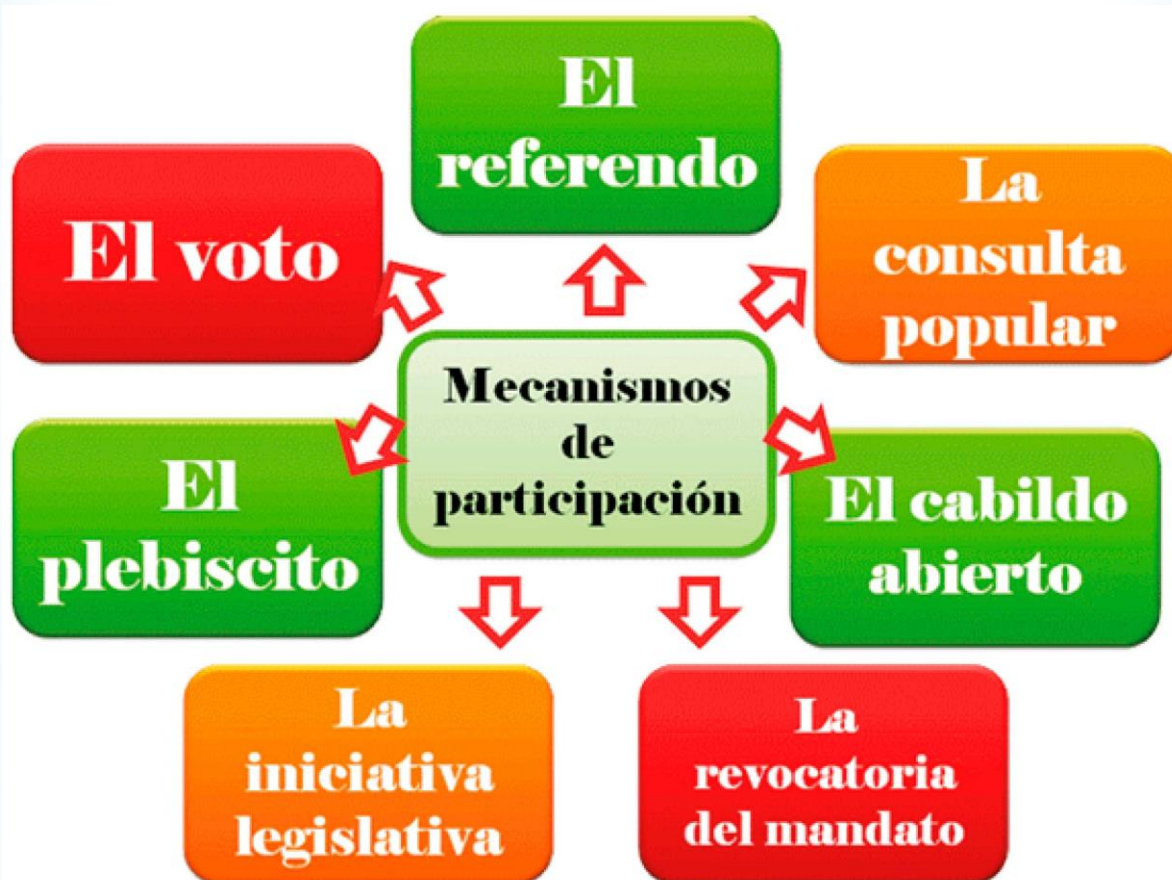 El
referendo
El voto
La
consulta
popular
Mecanismos
de
participación
El
plebiscito
El cabildo
abierto
La
iniciativa
legislativa
La
revocatoria
del mandato